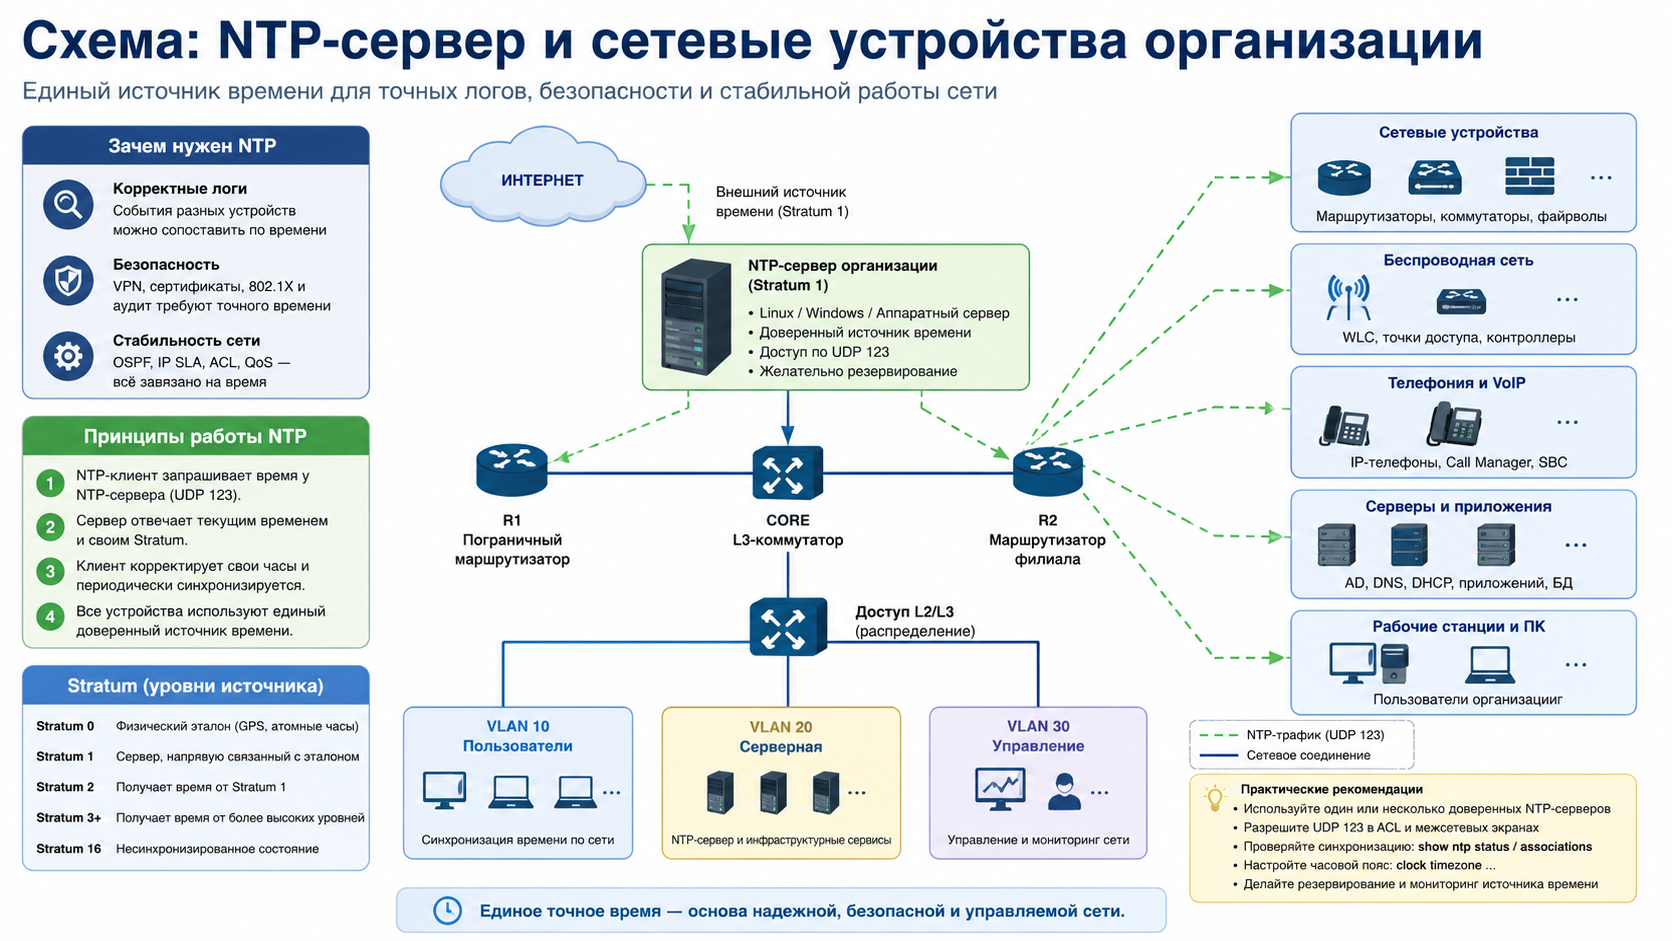 Схема: NTP-сервер и сетевые устройства организации
Единый источник времени для точных логов, безопасности и стабильной работы сети
Зачем нужен NTP
Корректные логи
События разных устройств
можно сопоставить по времени
Безопасность
VPN, сертификаты, 802.1X и
аудит требуют точного времени
Стабильность сети
OSPF, IP SLA, ACL, QoS —
всё завязано на время
Принципы работы NTP
1
NTP-клиент запрашивает время у
NTP-сервера (UDP 123).
2
Сервер отвечает текущим временем
и своим Stratum.
3
Клиент корректирует свои часы и
периодически синхронизируется.
4
Все устройства используют единый
доверенный источник времени.
Stratum (уровни источника)
Stratum 0 Физический эталон (GPS, атомные часы)
Stratum 1 Сервер, напрямую связанный с эталоном
Stratum 2 Получает время от Stratum 1
Stratum 3+ Получает время от более высоких уровней
Stratum 16 Несинхронизированное состояние
ИНТЕРНЕТ
Внешний источник
времени (Stratum 1)
NTP-сервер организации
(Stratum 1)
• Linux / Windows / Аппаратный сервер
• Доверенный источник времени
• Доступ по UDP 123
• Желательно резервирование
R1
Пограничный
маршрутизатор
CORE
L3-коммутатор
R2
Маршрутизатор
филиала
Доступ L2/L3
(распределение)
VLAN 10
Пользователи
...
Синхронизация времени по сети
VLAN 20
Серверная
...
NTP-сервер и инфраструктурные сервисы
VLAN 30
Управление
...
Управление и мониторинг сети
Единое точное время — основа надежной, безопасной и управляемой сети.
Сетевые устройства
...
Маршрутизаторы, коммутаторы, файрволы
Беспроводная сеть
...
WLC, точки доступа, контроллеры
Телефония и VoIP
...
IP-телефоны, Call Manager, SBC
Серверы и приложения
...
AD, DNS, DHCP, приложений, БД
Рабочие станции и ПК
...
Пользователи организацииг
NTP-трафик (UDP 123)
Сетевое соединение
Практические рекомендации
• Используйте один или несколько доверенных NTP-серверов
• Разрешите UDP 123 в ACL и межсетевых экранах
• Проверяйте синхронизацию: show ntp status / associations
• Настройте часовой пояс: clock timezone ...
• Делайте резервирование и мониторинг источника времени